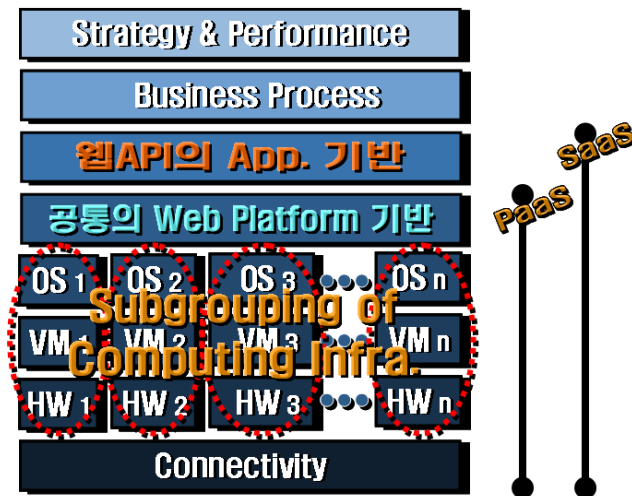 Strategy & Performance
Business Process
웹API의 App. 기반
공통의 Web Platform 기반
OS 1 OS 2 OS 3 OS n
Subgrouping of
VM 1 VM 2 VM 3 VM n
Computing Infra.
HW 1 HW 2 HW 3 HW n
Connectivity
SaaS
PaaS